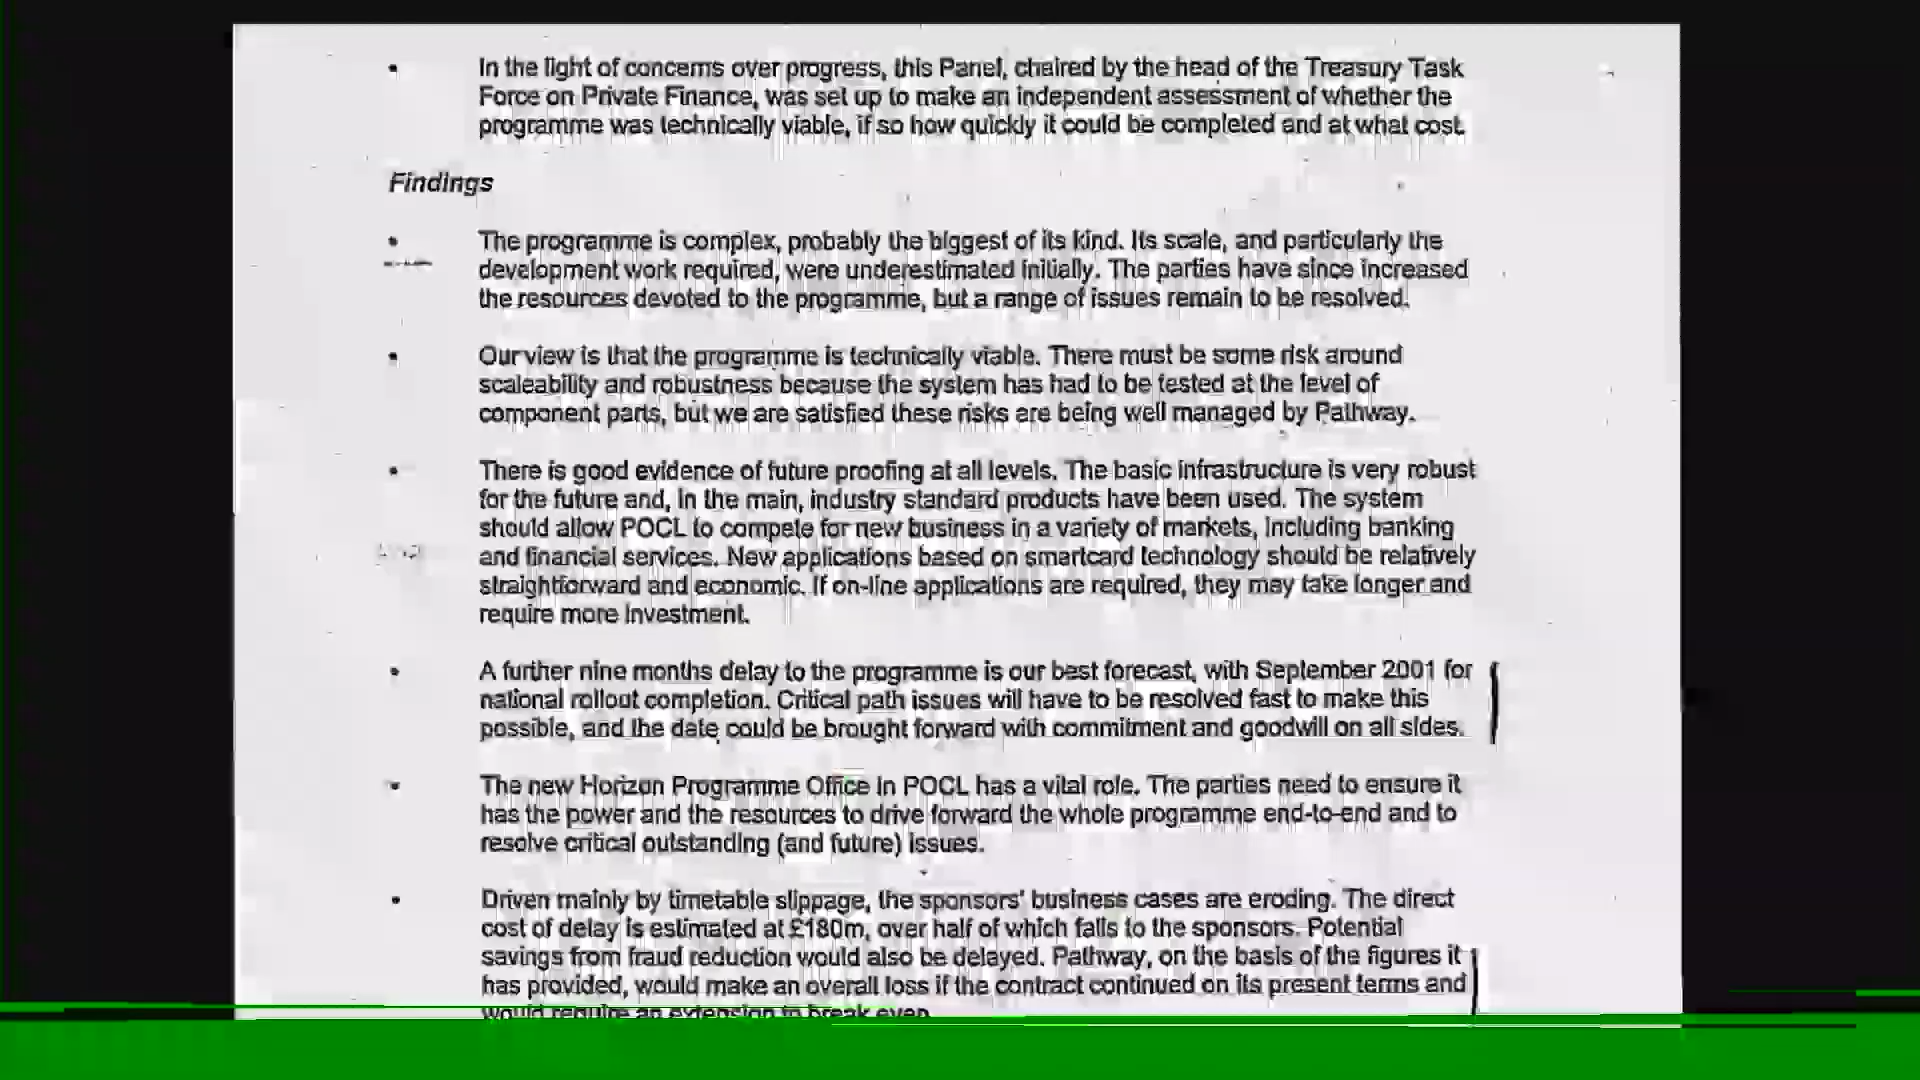 • In the light of concerns over progress, this Panel, chaired by the head of the Treasury Task
Force on Private Finance, was set up to make an independent assessment of whether the
programme was technically viable, if so how quickly it could be completed and at what cost.
Findings
• The programme is complex, probably the biggest of its kind. Its scale, and particularly the
development work required, were underestimated initially. The parties have since increased
the resources devoted to the programme, but a range of issues remain to be resolved.
• Our view is that the programme is technically viable. There must be some risk around
scaleability and robustness because the system has had to be tested at the level of
component parts, but we are satisfied these risks are being well managed by Pathway.
• There is good evidence of future proofing at all levels. The basic infrastructure is very robust
for the future and, in the main, industry standard products have been used. The system
should allow POCL to compete for new business in a variety of markets, including banking
and financial services. New applications based on smartcard technology should be relatively
straightforward and economic. If on-line applications are required, they may take longer and
require more investment.
• A further nine months delay to the programme is our best forecast, with September 2001 for
national rollout completion. Critical path issues will have to be resolved fast to make this
possible, and the date could be brought forward with commitment and goodwill on all sides.
• The new Horizon Programme Office in POCL has a vital role. The parties need to ensure it
has the power and the resources to drive forward the whole programme end-to-end and to
resolve critical outstanding (and future) issues.
• Driven mainly by timetable slippage, the sponsors' business cases are eroding. The direct
cost of delay is estimated at £180m, over half of which falls to the sponsors. Potential
savings from fraud reduction would also be delayed. Pathway, on the basis of the figures it
has provided, would make an overall loss if the contract continued on its present terms and
would require an extension to break even.